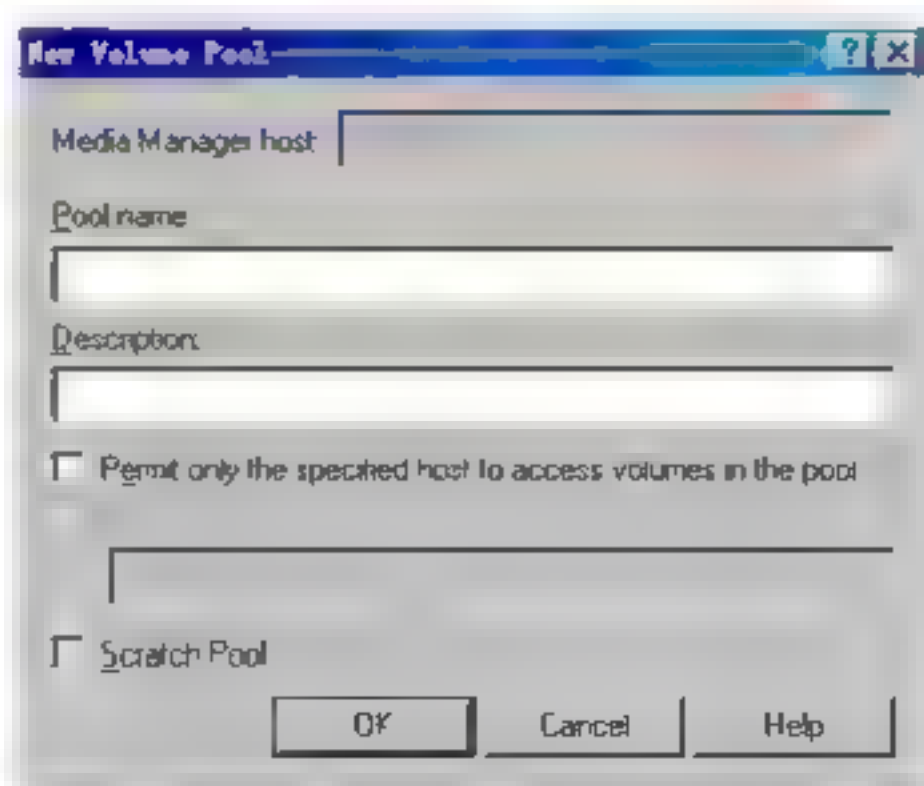 New Volume Pool
Media Manager host
Pool name
Description:
Permit only the specified host to access volumes in the pool
Scratch Pool
OK Cancel Help